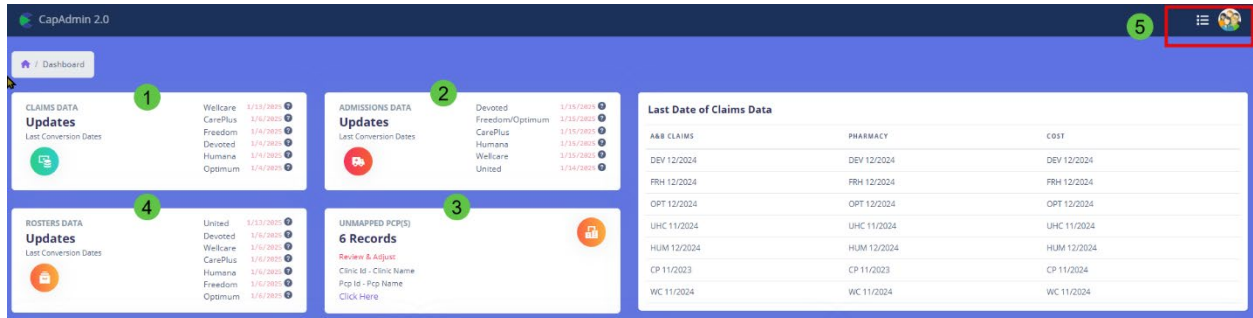 CapAdmin 2.0
5
/ Dashboard
1
CLAIMS DATA
Updates
Last Conversion Dates
Wellcare 1/13/2025
CarePlus 1/6/2025
Freedom 1/4/2025
Devoted 1/4/2025
Humana 1/4/2025
Optimum 1/4/2025
2
ADMISSIONS DATA
Updates
Last Conversion Dates
Devoted 1/15/2025
Freedom/Optimum 1/15/2025
CarePlus 1/15/2025
Humana 1/15/2025
Wellcare 1/15/2025
United 1/14/2025
Last Date of Claims Data
A&B CLAIMS PHARMACY COST
DEV 12/2024 DEV 12/2024 DEV 12/2024
FRH 12/2024 FRH 12/2024 FRH 12/2024
OPT 12/2024 OPT 12/2024 OPT 12/2024
UHC 11/2024 UHC 11/2024 UHC 11/2024
HUM 12/2024 HUM 12/2024 HUM 12/2024
CP 11/2023 CP 11/2023 CP 11/2024
WC 11/2024 WC 11/2024 WC 11/2024
4
ROSTERS DATA
Updates
Last Conversion Dates
United 1/13/2025
Devoted 1/6/2025
Wellcare 1/6/2025
CarePlus 1/6/2025
Humana 1/6/2025
Freedom 1/6/2025
Optimum 1/6/2025
3
UNMAPPED PCP(S)
6 Records
Review & Adjust
Clinic Id - Clinic Name
Pcp Id - Pcp Name
Click Here